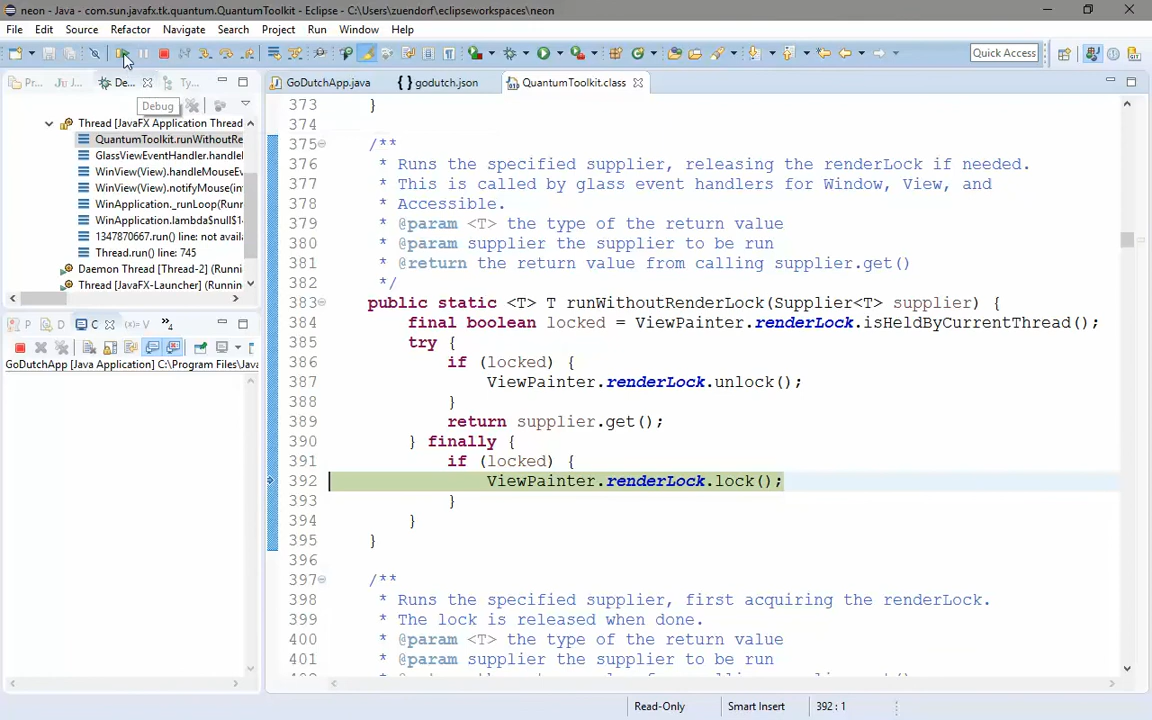 neon - Java - com.sun.javafx.tk.quantum.QuantumToolkit - Eclipse - C:\Users\zuendorf\eclipseworkspaces\neon
File Edit Source Refactor Navigate Search Project Run Window Help
Quick Access
Pr... J... De... Ty...
Debug
Thread [JavaFX Application Thread
QuantumToolkit.runWithoutRe
GlassViewEventHandler.handleI
WinView(View).handleMouseEv
WinView(View).notifyMouse(in
WinApplication._runLoop(Runr
WinApplication.lambda$null$1
1347870667.run() line: not avail
Thread.run() line: 745
Daemon Thread [Thread-2] (Runni
Thread [JavaFX-Launcher] (Runnin
P D C (x)= V »4
GoDutchApp [Java Application] C:\Program Files\Java
GoDutchApp.java godutch.json QuantumToolkit.class
373 }
374
375 /**
376 * Runs the specified supplier, releasing the renderLock if needed.
377 * This is called by glass event handlers for Window, View, and
378 * Accessible.
379 * @param <T> the type of the return value
380 * @param supplier the supplier to be run
381 * @return the return value from calling supplier.get()
382 */
383 public static <T> T runWithoutRenderLock(Supplier<T> supplier) {
384 final boolean locked = ViewPainter.renderLock.isHeldByCurrentThread();
385 try {
386 if (locked) {
387 ViewPainter.renderLock.unlock();
388 }
389 return supplier.get();
390 } finally {
391 if (locked) {
392 ViewPainter.renderLock.lock();
393 }
394 }
395 }
396
397 /**
398 * Runs the specified supplier, first acquiring the renderLock.
399 * The lock is released when done.
400 * @param <T> the type of the return value
401 * @param supplier the supplier to be run
Read-Only Smart Insert 392 : 1